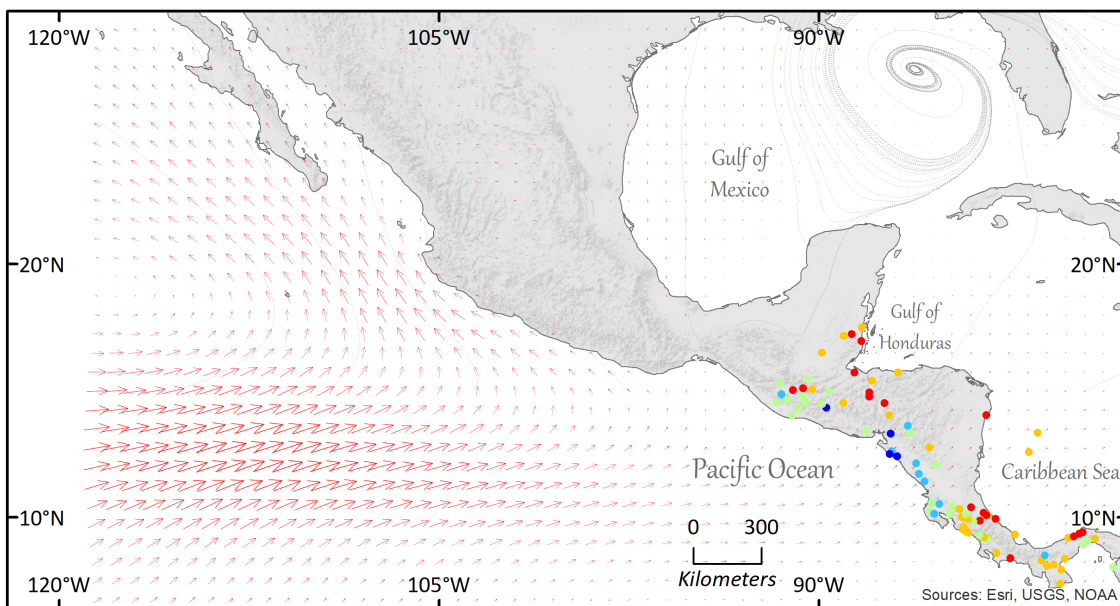 120°W
105°W
90°W
Gulf of
Mexico
20°N
20°N
Gulf of
Honduras
Pacific Ocean
Caribbean Sea
10°N
10°N
0
300
Kilometers
120°W
105°W
90°W
Sources: Esri, USGS, NOAA